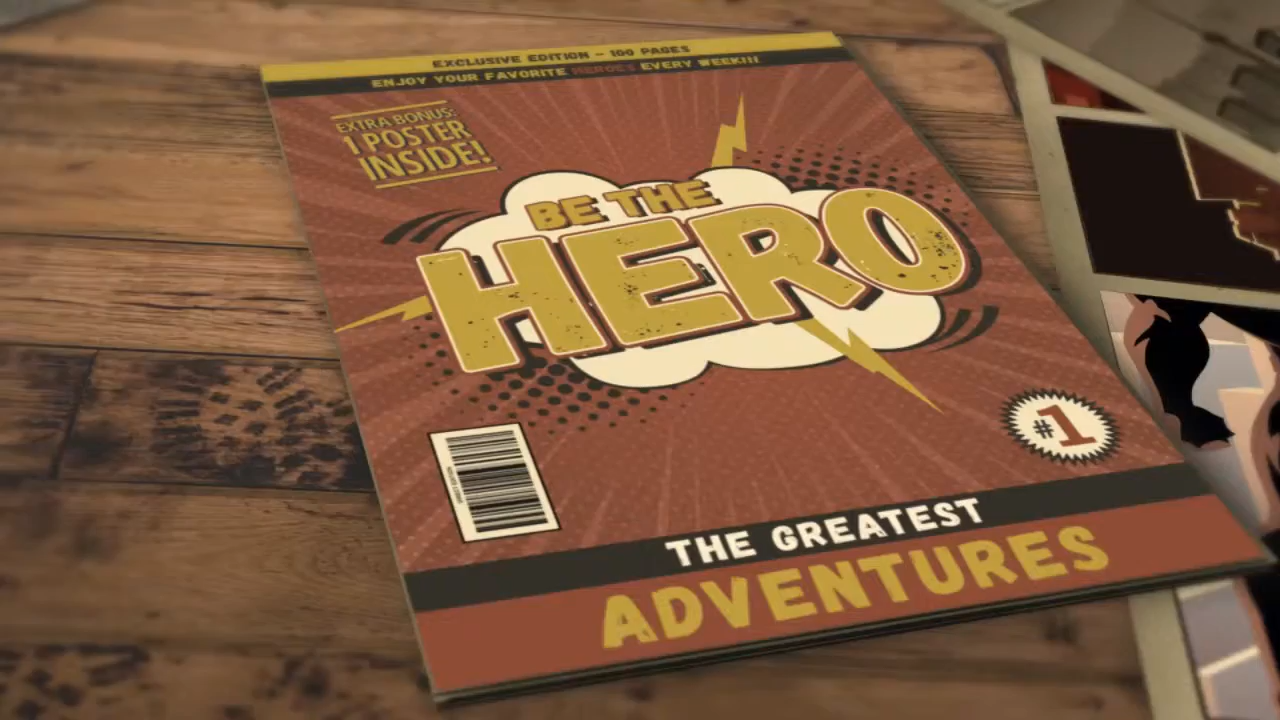 EXCLUSIVE EDITION – 100 PAGES
ENJOY YOUR FAVORITE HEROES EVERY WEEK!!!
EXTRA BONUS:
1 POSTER
INSIDE!
BE THE
HERO
#1
THE GREATEST
ADVENTURES